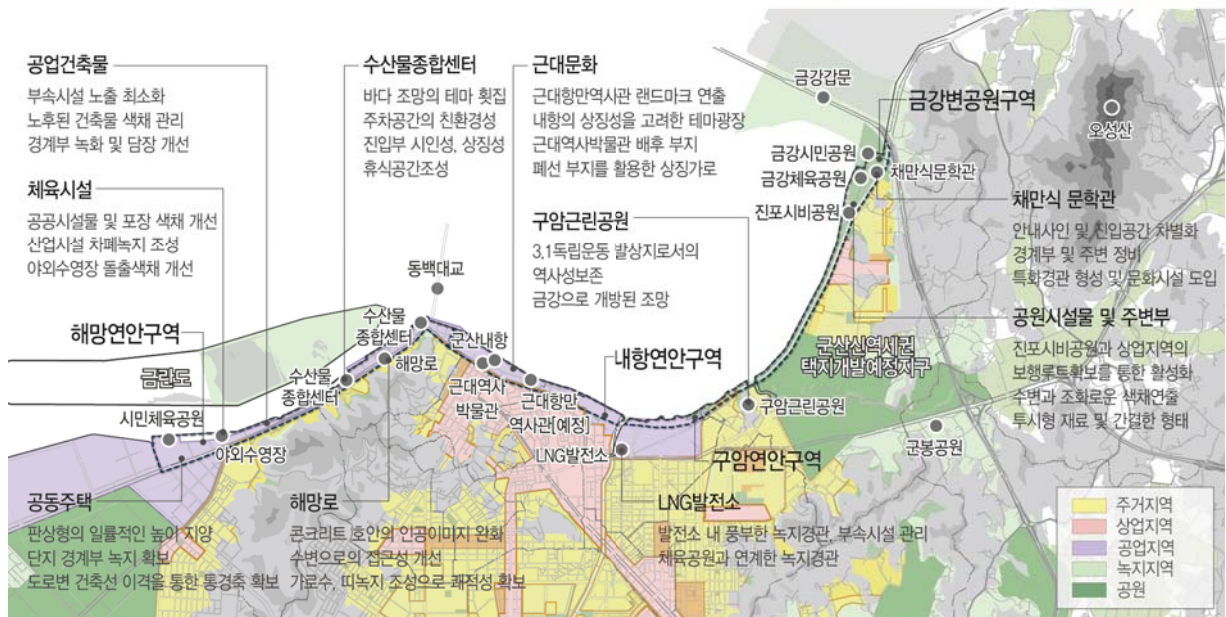 공업건축물
부속시설 노출 최소화
노후된 건축물 색채 관리
경계부 녹화 및 담장 개선
체육시설
공공시설물 및 포장 색채 개선
산업시설 차폐녹지 조성
야외수영장 돌출색채 개선
수산물종합센터
바다 조망의 테마 횟집
주차공간의 친환경성
진입부 시인성, 상징성
휴식공간조성
근대문화
근대항만역사관 랜드마크 연출
내항의 상징성을 고려한 테마광장
근대역사박물관 배후 부지
폐선 부지를 활용한 상징가로
구암근린공원
3.1독립운동 발상지로서의
역사성보존
금강으로 개방된 조망
금강갑문
금강변공원구역
오성산
금강시민공원
금강체육공원
채만식문학관
진포시비공원
채만식 문학관
안내사인 및 진입공간 차별화
경계부 및 주변 정비
특화경관 형성 및 문화시설 도입
공원시설물 및 주변부
진포시비공원과 상업지역의
보행루트확보를 통한 활성화
수변과 조화로운 색채연출
투시형 재료 및 간결한 형태
동백대교
해망연안구역
금란도
수산물
종합센터
해망로
수산물
종합센터
시민체육공원
야외수영장
군산내항
근대역사
박물관
근대항만
역사관[예정]
내항연안구역
LNG발전소
군산신역세권
택지개발예정지구
구암근린공원
구암연안구역
군봉공원
공동주택
판상형의 일률적인 높이 지양
단지 경계부 녹지 확보
도로변 건축선 이격을 통한 통경축 확보
해망로
콘크리트 호안의 인공이미지 완화
수변으로의 접근성 개선
가로수, 띠녹지 조성으로 쾌적성 확보
LNG발전소
발전소 내 풍부한 녹지경관, 부속시설 관리
체육공원과 연계한 녹지경관
주거지역
상업지역
공업지역
녹지지역
공원